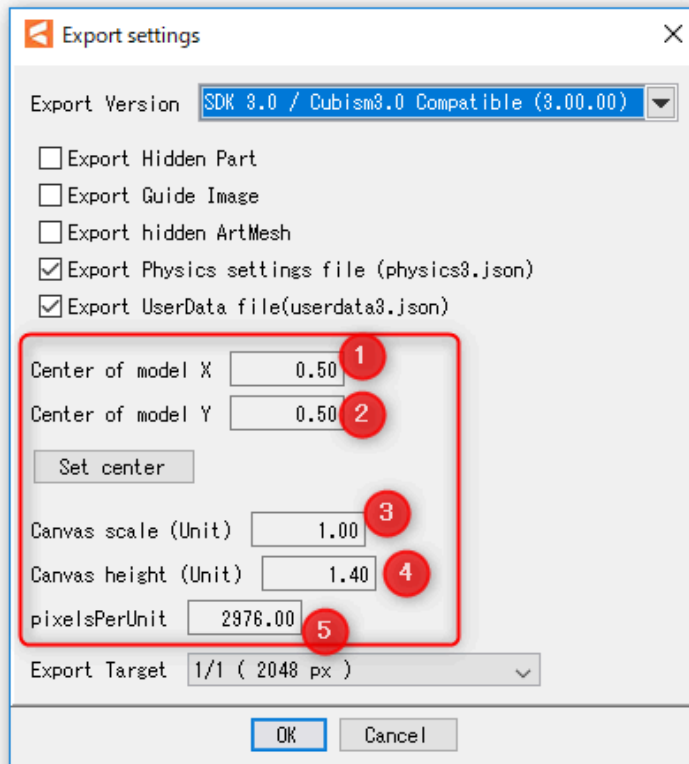 Export settings
Export Version SDK 3.0 / Cubism3.0 Compatible (3.00.00)
Export Hidden Part
Export Guide Image
Export hidden ArtMesh
Export Physics settings file (physics3.json)
Export UserData file(userdata3.json)
Center of model X 0.50 1
Center of model Y 0.50 2
Set center
Canvas scale (Unit) 1.00 3
Canvas height (Unit) 1.40 4
pixelsPerUnit 2976.00 5
Export Target 1/1 ( 2048 px )
OK Cancel